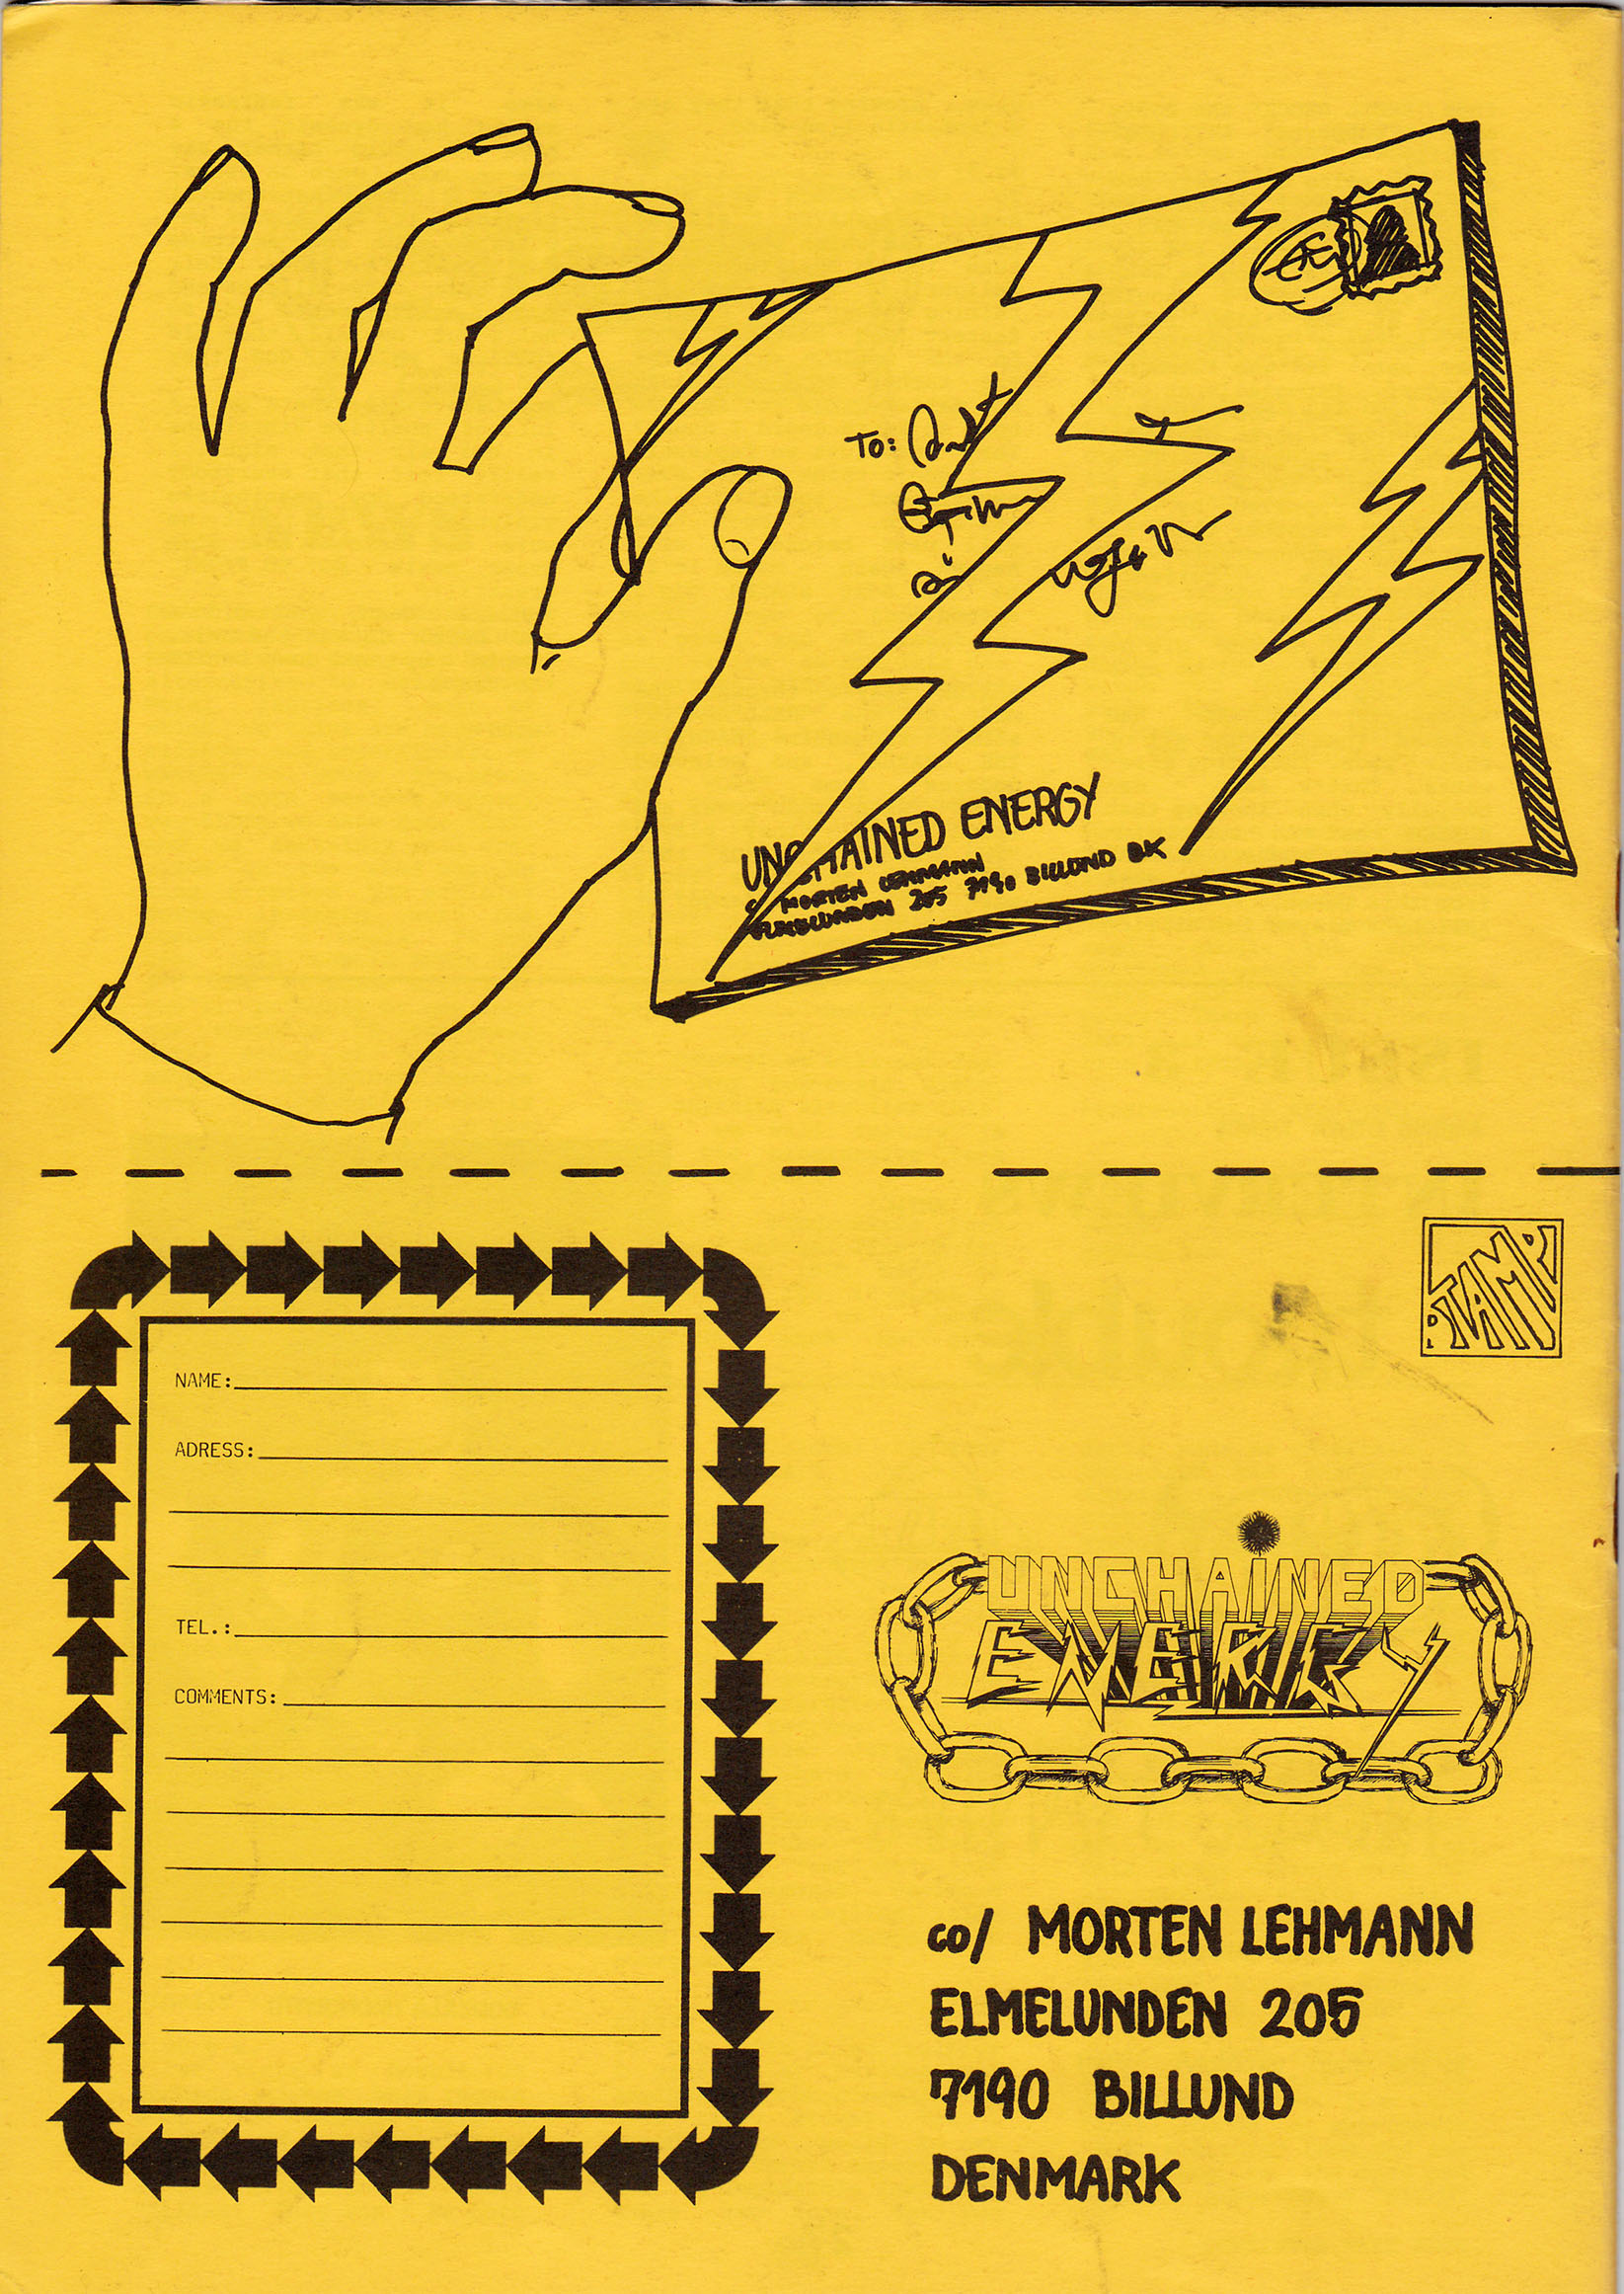 TO:
UNCHAINED ENERGY
MORTEN LEHMANN
205 7190 BILLUND DK
STAMP
NAME:
ADRESS:
TEL.:
COMMENTS:
UNCHAINED
ENERGY
co/ MORTEN LEHMANN
ELMELUNDEN 205
7190 BILLUND
DENMARK